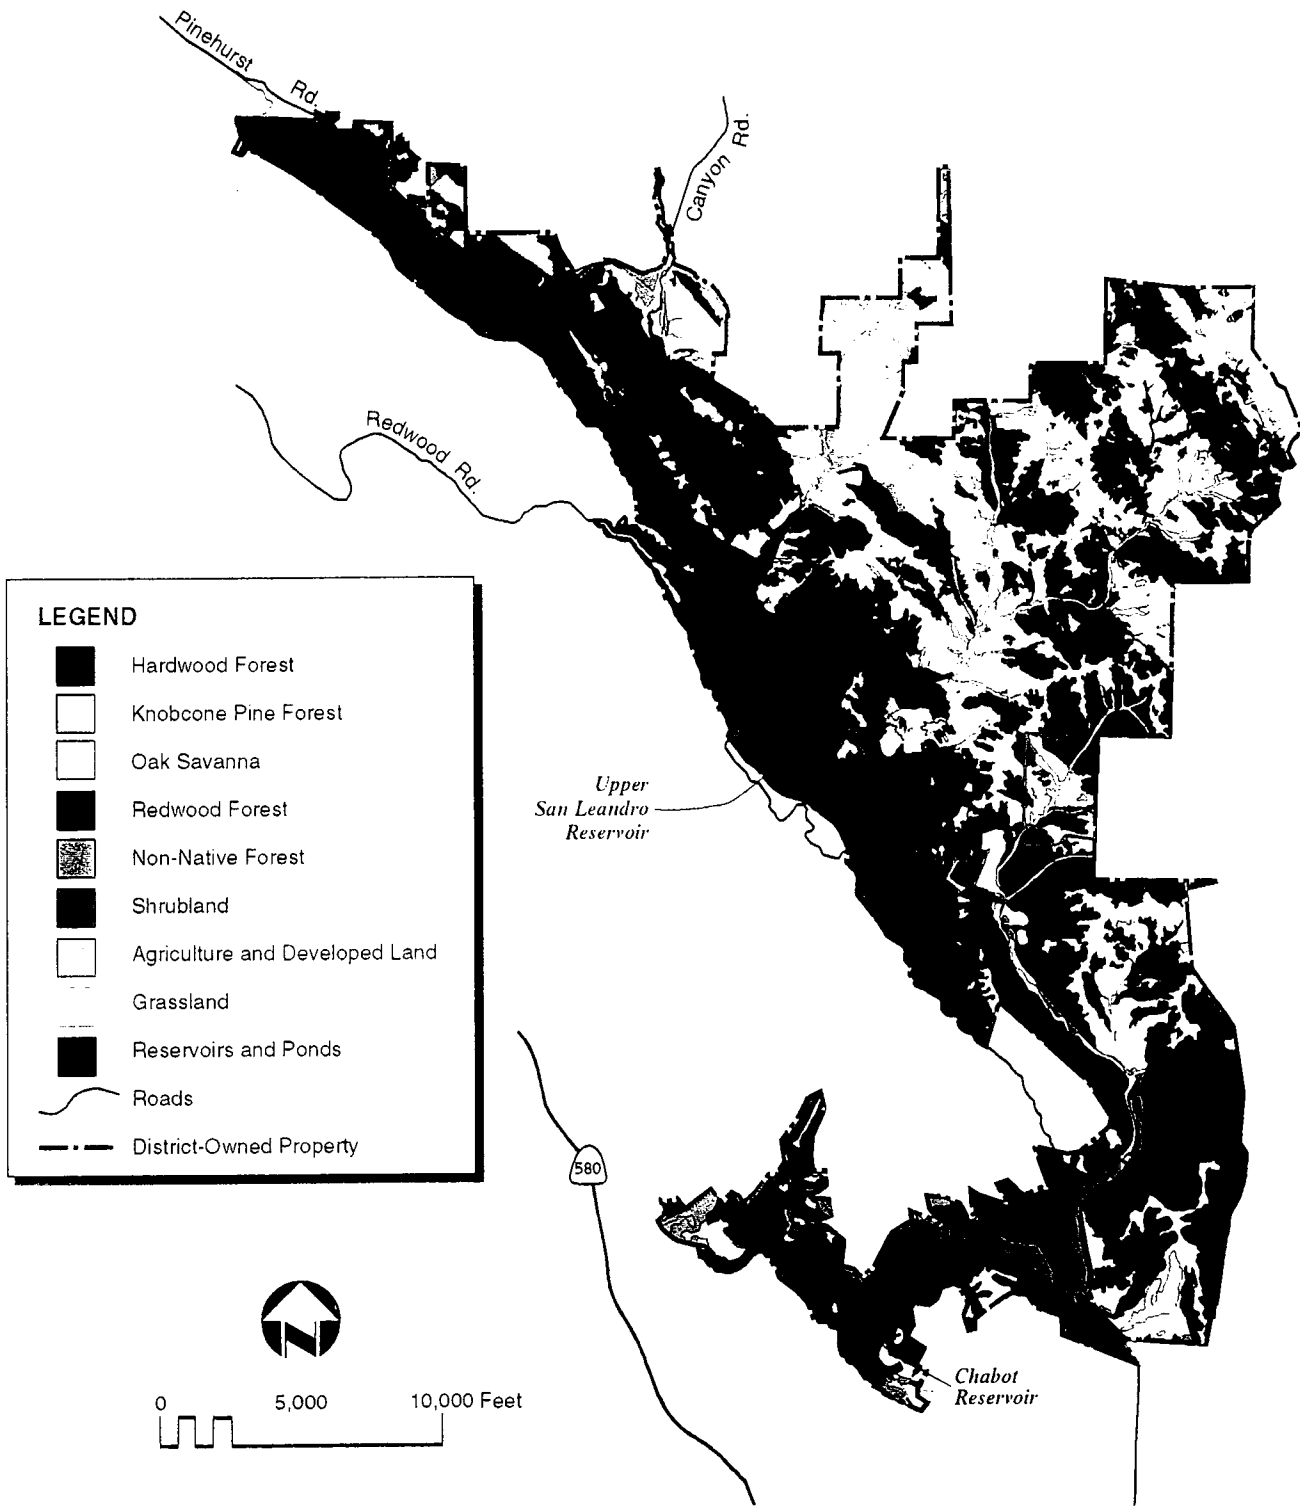 Pinehurst Rd.
Canyon Rd.
Redwood Rd.
LEGEND
Hardwood Forest
Knobcone Pine Forest
Oak Savanna
Redwood Forest
Non-Native Forest
Shrubland
Agriculture and Developed Land
Grassland
Reservoirs and Ponds
Roads
District-Owned Property
Upper
San Leandro
Reservoir
580
N
0 5,000 10,000 Feet
Chabot
Reservoir